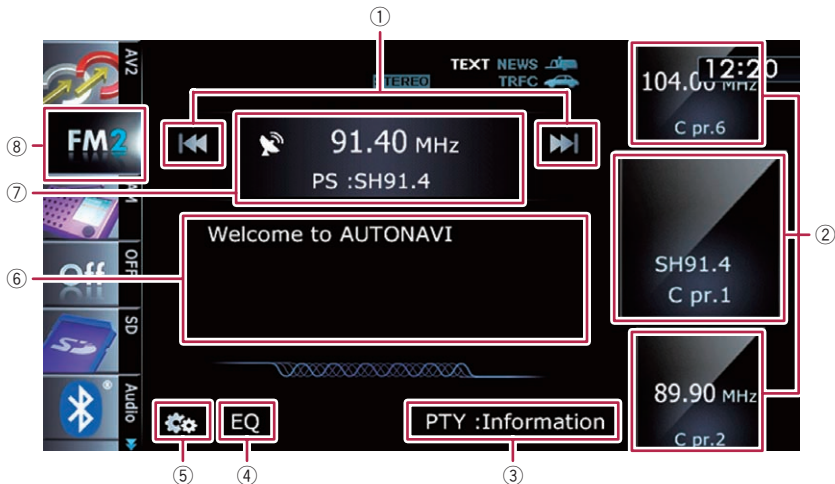 ①
AV2
TEXT NEWS
STEREO
TRFC
12:20
104.00 MHz
C pr.6
⑧
FM2
91.40 MHz
⑦
PS :SH91.4
AM
②
⑥
Welcome to AUTONAVI
OFF
Off
SH91.4
C pr.1
SD
SD
Audio
89.90 MHz
EQ
PTY :Information
C pr.2
⑤
④
③